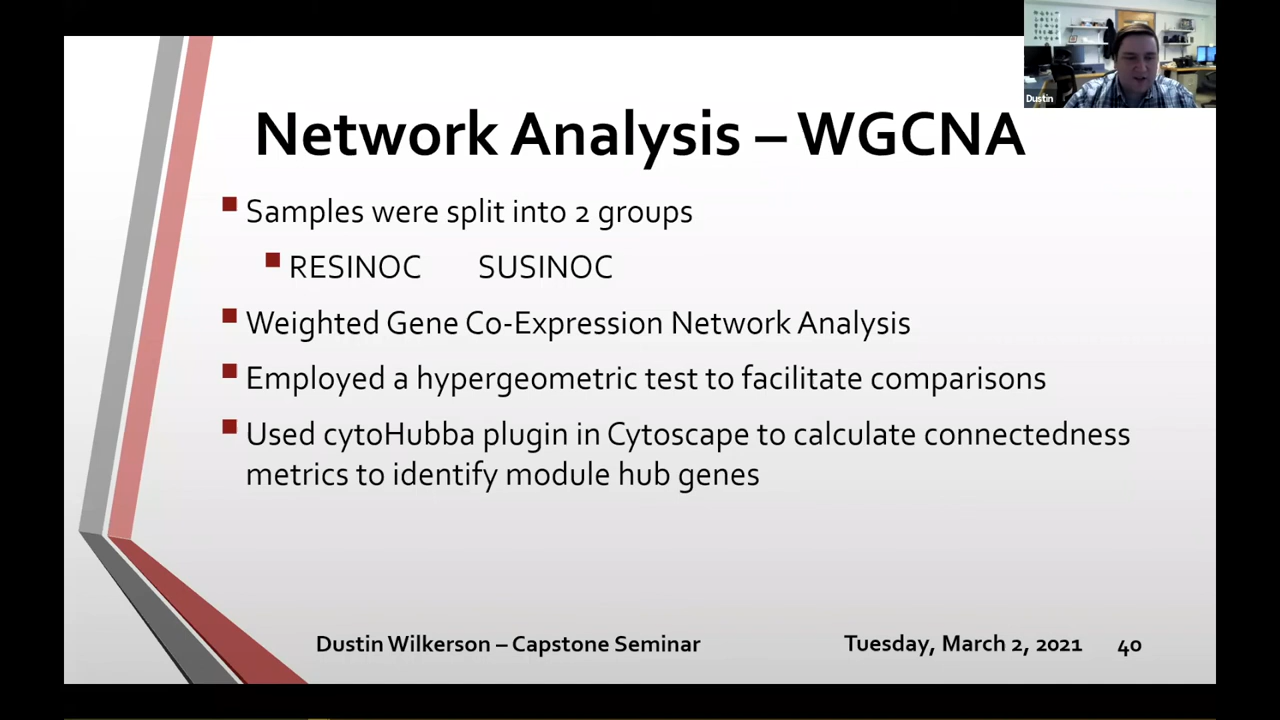 Dustin
Network Analysis – WGCNA
Samples were split into 2 groups
RESINOC SUSINOC
Weighted Gene Co-Expression Network Analysis
Employed a hypergeometric test to facilitate comparisons
Used cytoHubba plugin in Cytoscape to calculate connectedness
metrics to identify module hub genes
Dustin Wilkerson – Capstone Seminar Tuesday, March 2, 2021 40